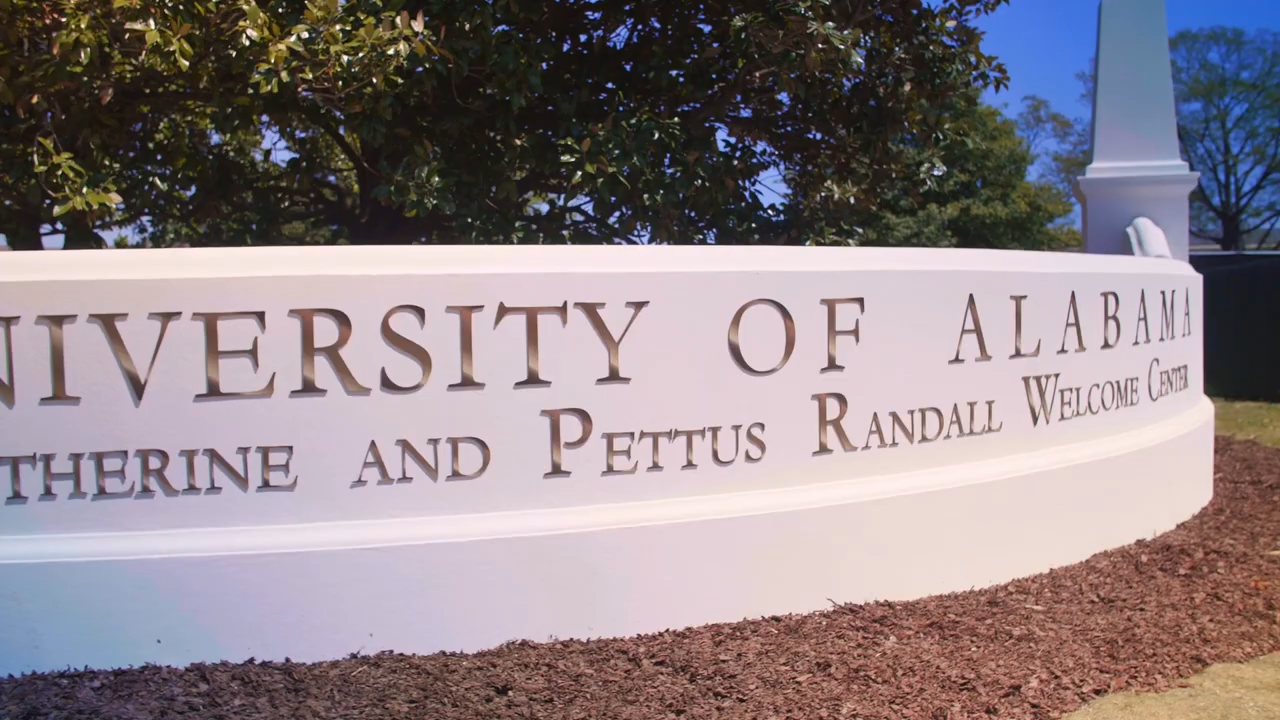 NIVERSITY OF ALABAMA
THERINE AND PETTUS RANDALL WELCOME CENTER